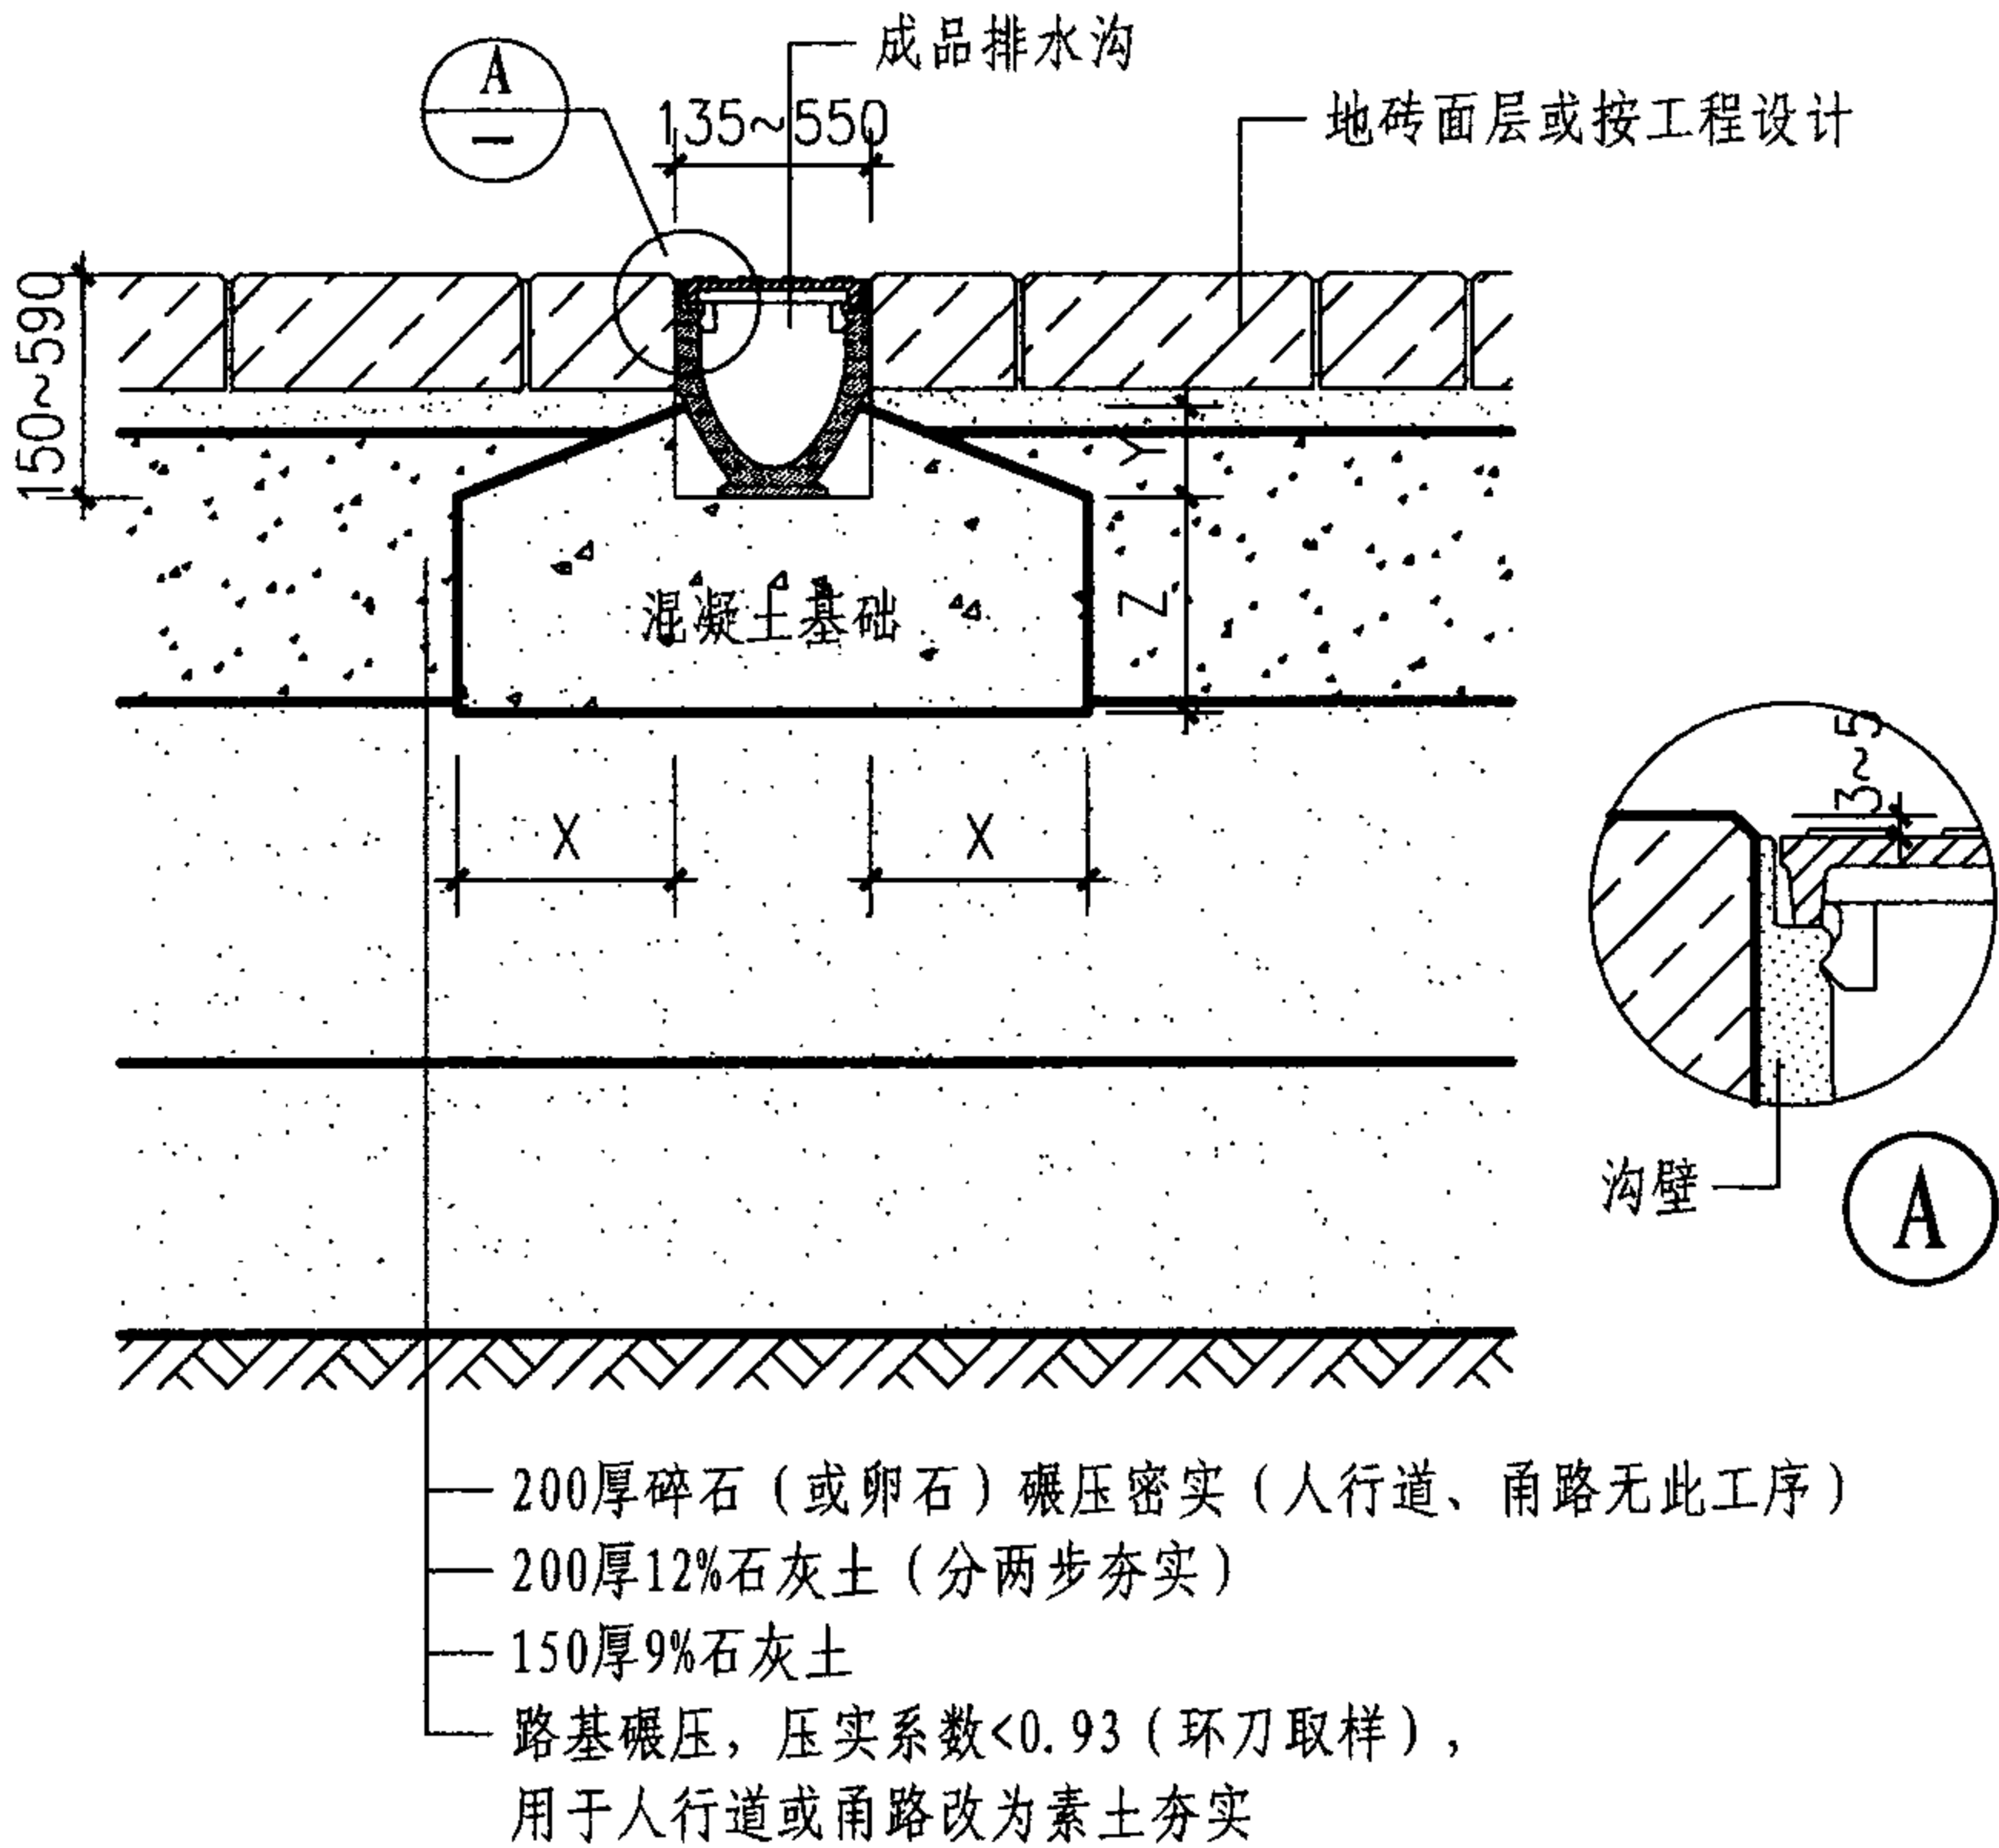 成品排水沟
A
—
135~550
地砖面层或按工程设计
150~590
Y
混凝土基础
Z
X
X
3~5
沟壁
A
200厚碎石（或卵石）碾压密实（人行道、甬路无此工序）
200厚12%石灰土（分两步夯实）
150厚9%石灰土
路基碾压，压实系数<0.93（环刀取样），
用于人行道或甬路改为素土夯实